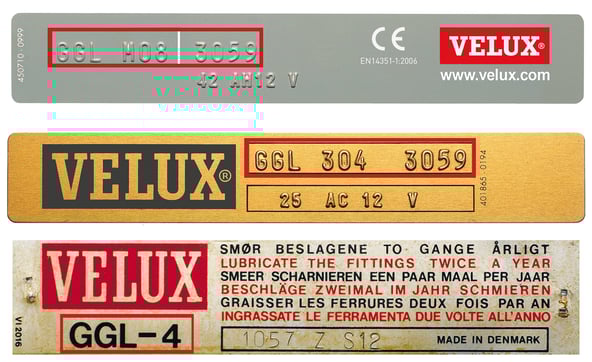 450710 0999
GGL M08 3059
42 AH12 V
CE
EN14351-1:2006
VELUX®
www.velux.com
VELUX®
GGL 304 3059
25 AC 12 V
401865-0194
VELUX
GGL-4
VI 2016
SMØR BESLAGENE TO GANGE ÅRLIGT
LUBRICATE THE FITTINGS TWICE A YEAR
SMEER SCHARNIEREN EEN PAAR MAAL PER JAAR
BESCHLÄGE ZWEIMAL IM JAHR SCHMIEREN
GRAISSER LES FERRURES DEUX FOIS PAR AN
INGRASSATE LE FERRAMENTA DUE VOLTE ALL'ANNO
1057 Z S12
MADE IN DENMARK